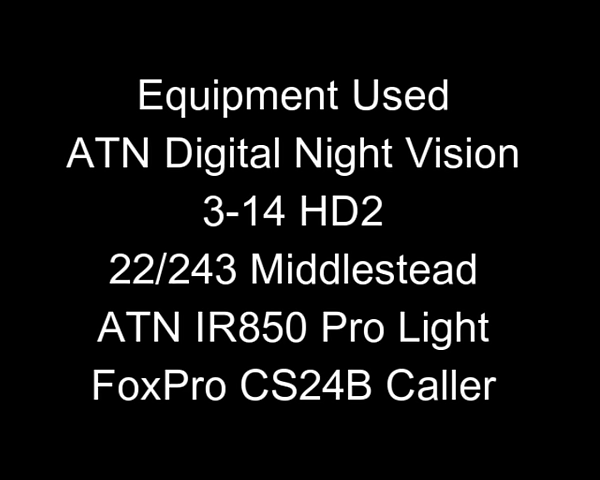 Equipment Used
ATN Digital Night Vision
3-14 HD2
22/243 Middlestead
ATN IR850 Pro Light
FoxPro CS24B Caller